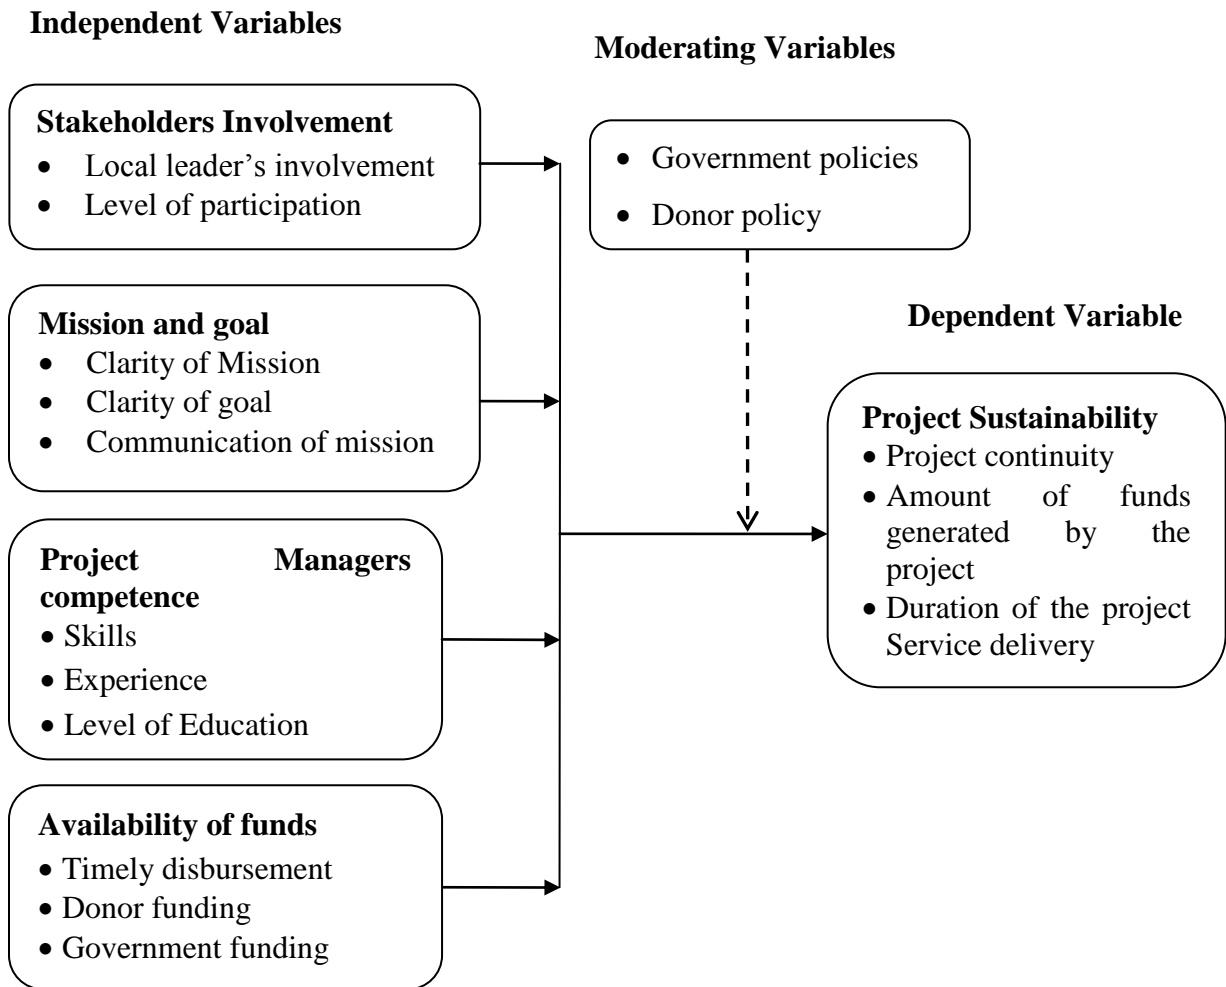 Independent Variables
Moderating Variables
Stakeholders Involvement
• Local leader's involvement
• Level of participation
• Government policies
• Donor policy
Mission and goal
• Clarity of Mission
• Clarity of goal
• Communication of mission
Dependent Variable
Project Sustainability
• Project continuity
• Amount of funds
generated by the
project
• Duration of the project
Service delivery
Project Managers
competence
• Skills
• Experience
• Level of Education
Availability of funds
• Timely disbursement
• Donor funding
• Government funding